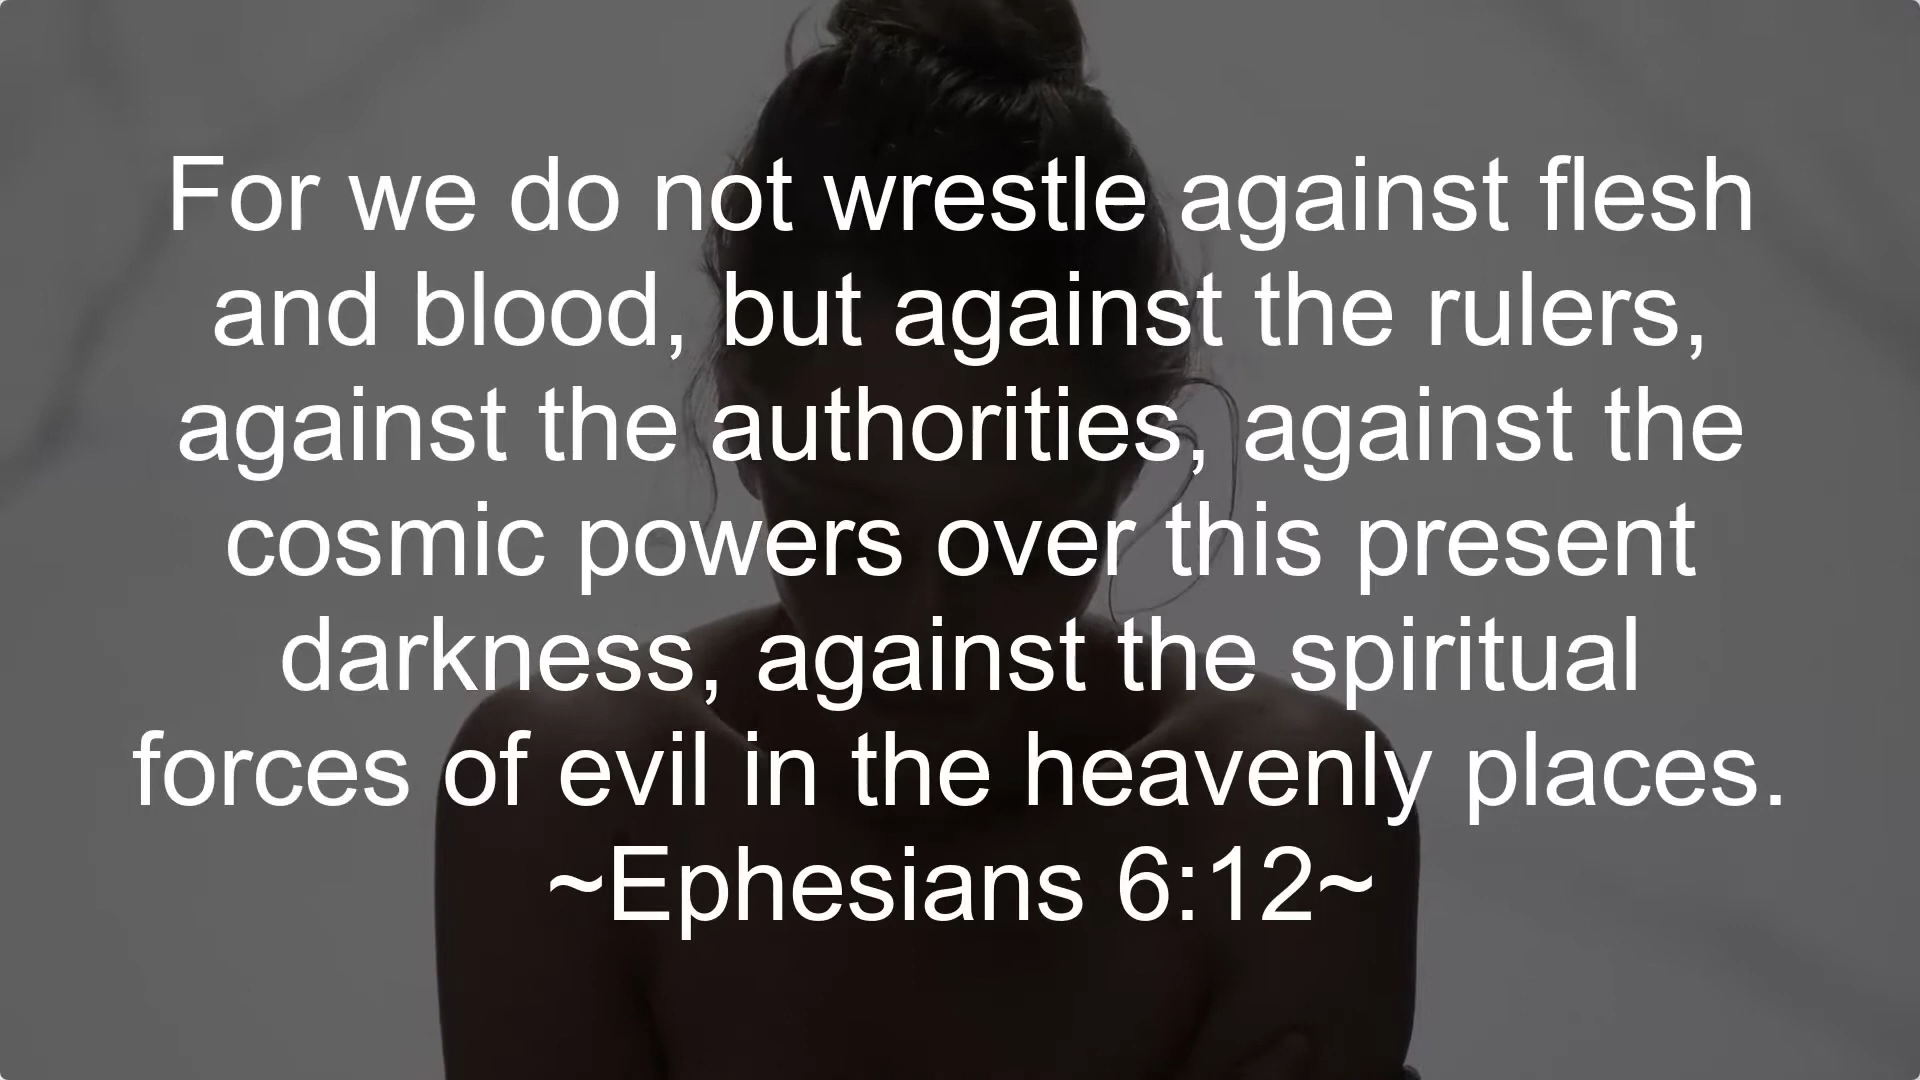 For we do not wrestle against flesh
and blood, but against the rulers,
against the authorities, against the
cosmic powers over this present
darkness, against the spiritual
forces of evil in the heavenly places.
~Ephesians 6:12~